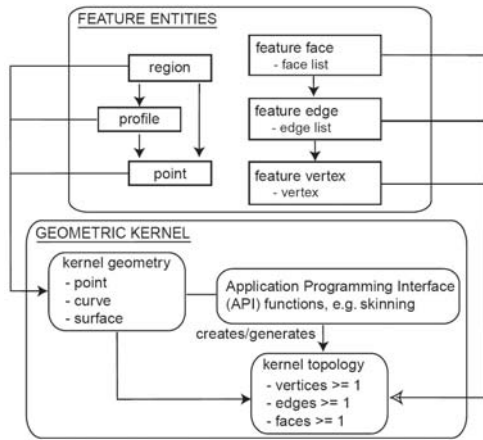 FEATURE ENTITIES
region
profile
point
feature face
- face list
feature edge
- edge list
feature vertex
- vertex
GEOMETRIC KERNEL
kernel geometry
- point
- curve
- surface
Application Programming Interface
(API) functions, e.g. skinning
creates/generates
kernel topology
- vertices >= 1
- edges >= 1
- faces >= 1